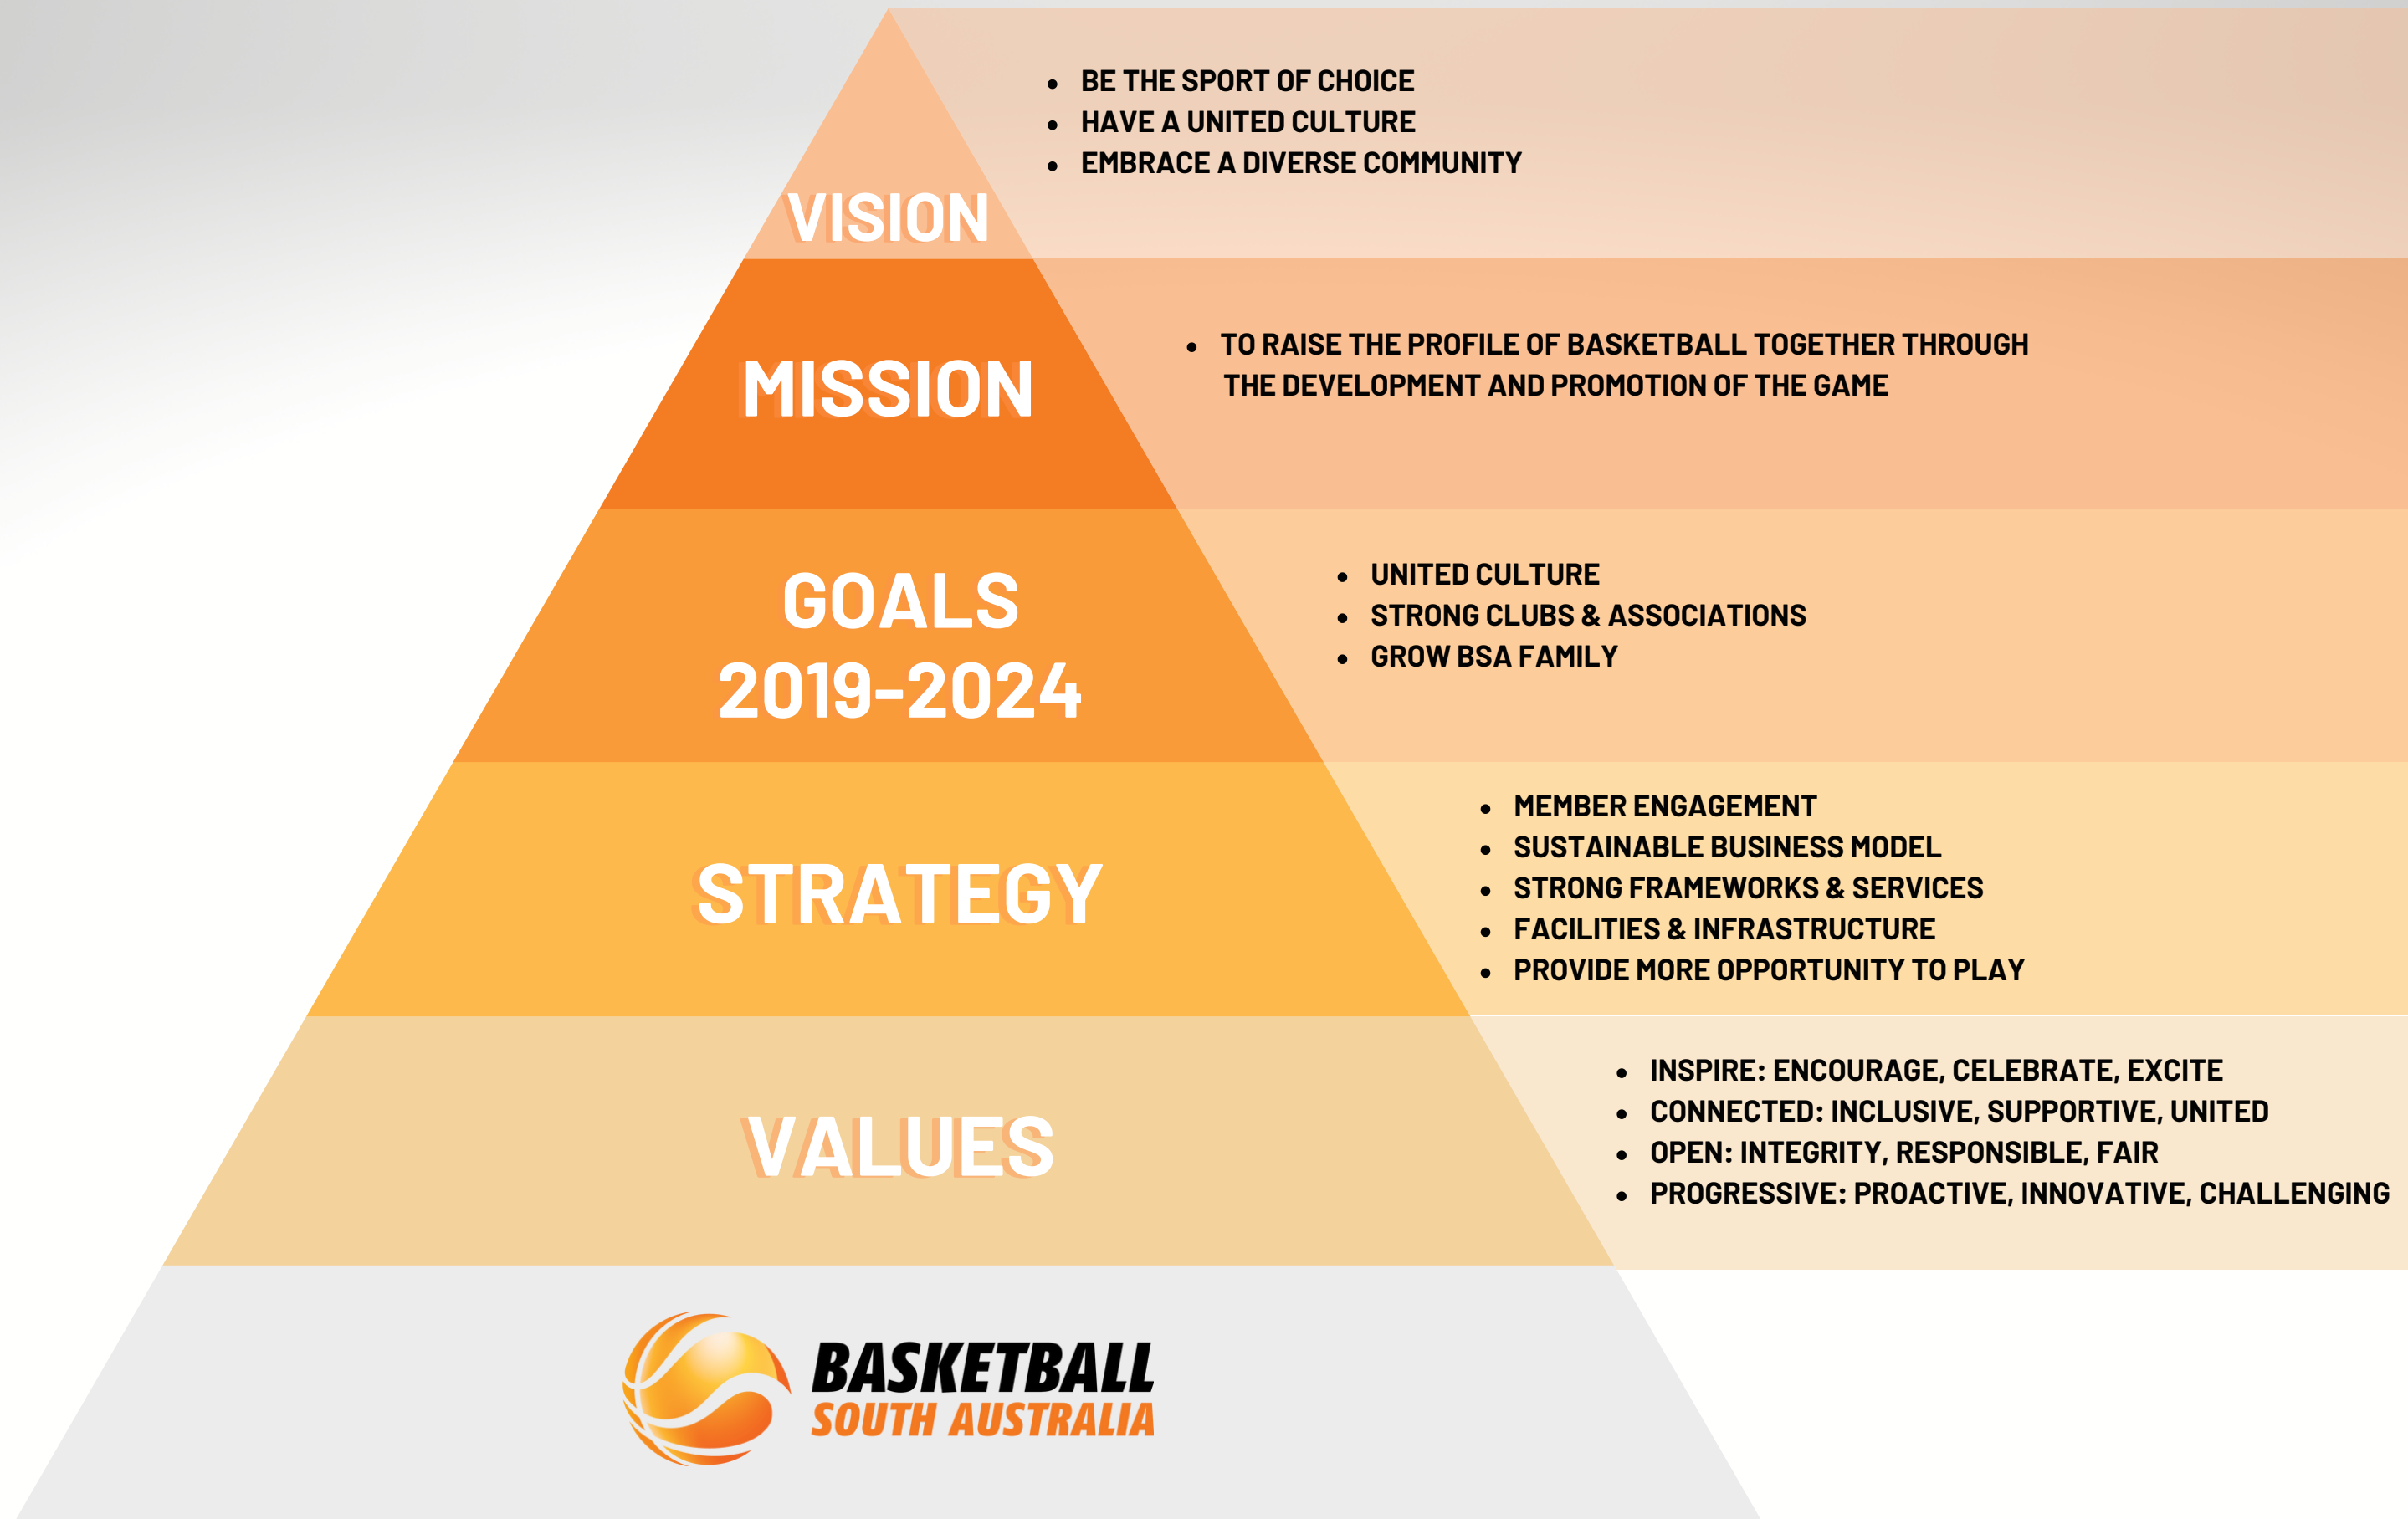 VISION
• BE THE SPORT OF CHOICE
• HAVE A UNITED CULTURE
• EMBRACE A DIVERSE COMMUNITY
MISSION
• TO RAISE THE PROFILE OF BASKETBALL TOGETHER THROUGH
THE DEVELOPMENT AND PROMOTION OF THE GAME
GOALS
2019-2024
• UNITED CULTURE
• STRONG CLUBS & ASSOCIATIONS
• GROW BSA FAMILY
STRATEGY
• MEMBER ENGAGEMENT
• SUSTAINABLE BUSINESS MODEL
• STRONG FRAMEWORKS & SERVICES
• FACILITIES & INFRASTRUCTURE
• PROVIDE MORE OPPORTUNITY TO PLAY
VALUES
• INSPIRE: ENCOURAGE, CELEBRATE, EXCITE
• CONNECTED: INCLUSIVE, SUPPORTIVE, UNITED
• OPEN: INTEGRITY, RESPONSIBLE, FAIR
• PROGRESSIVE: PROACTIVE, INNOVATIVE, CHALLENGING
BASKETBALL
SOUTH AUSTRALIA